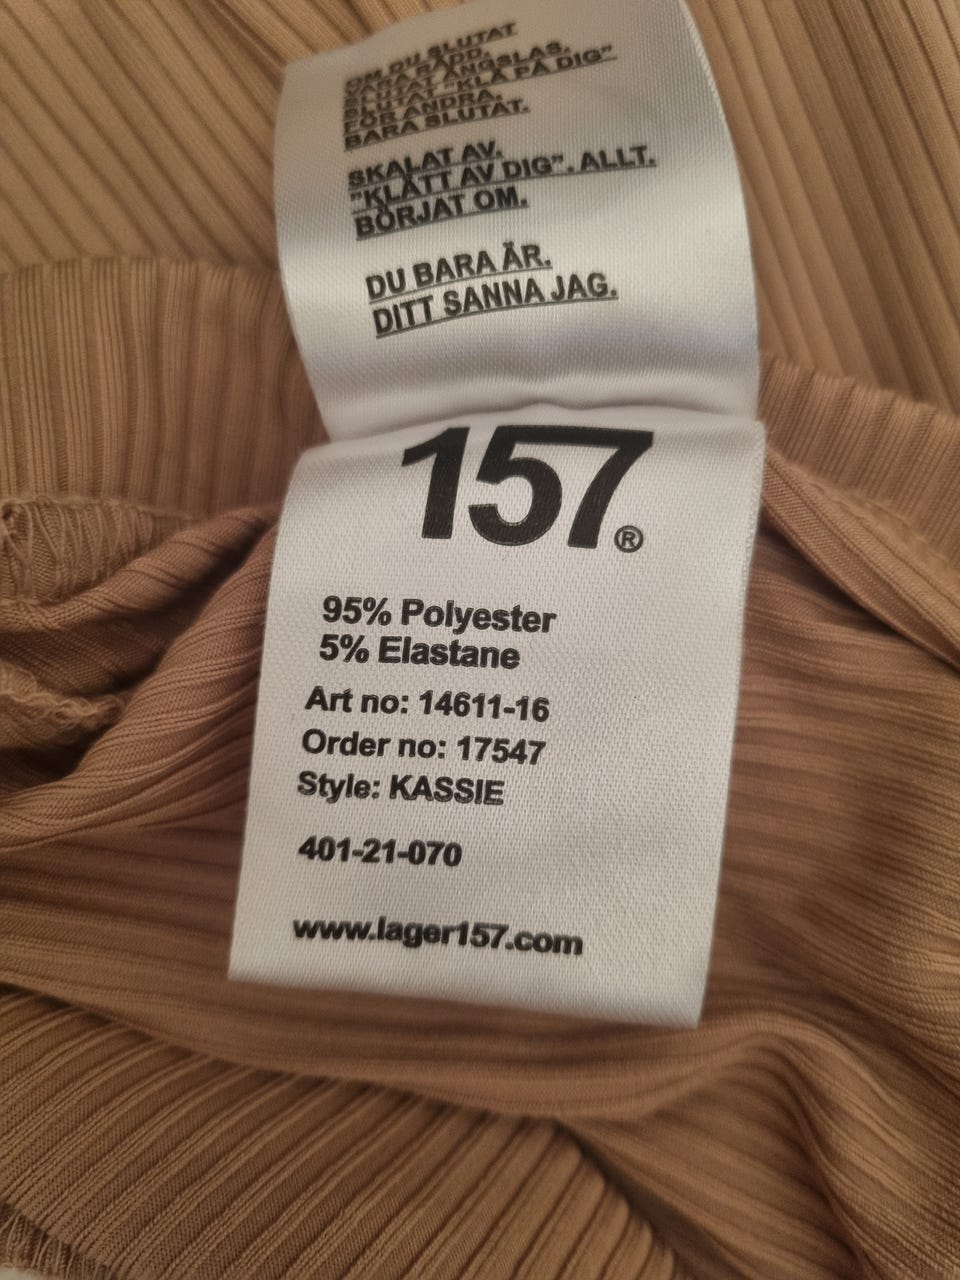 OM DU SLUTAT
VARA RÄDD.
SLUTAT ÄNGSLAS.
SLUTAT "KLÄ PÅ DIG"
FÖR ANDRA.
BARA SLUTAT.
SKALAT AV.
"KLÄTT AV DIG". ALLT.
BÖRJAT OM.
DU BARA ÄR.
DITT SANNA JAG.
157®
95% Polyester
5% Elastane
Art no: 14611-16
Order no: 17547
Style: KASSIE
401-21-070
www.lager157.com